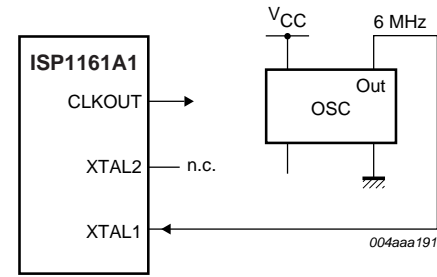 VCC
6 MHz
ISP1161A1
Out
CLKOUT
OSC
XTAL2
n.c.
XTAL1
004aaa191